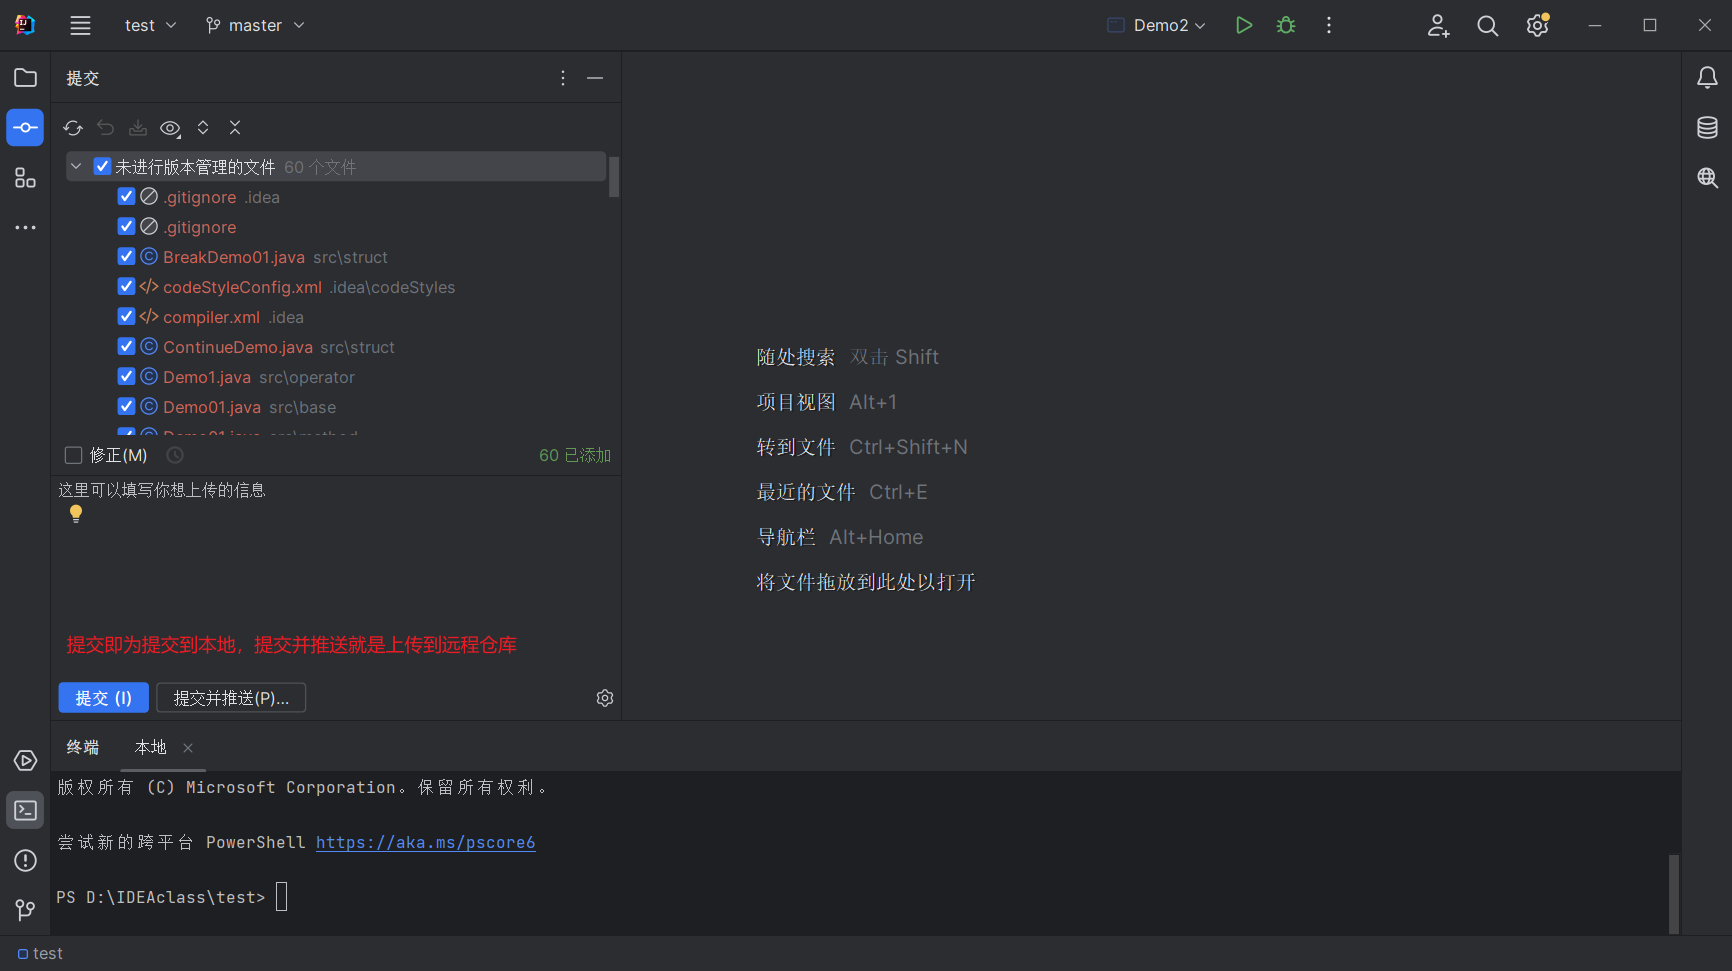 test
master
Demo2
提交
未进行版本管理的文件 60 个文件
.gitignore .idea
.gitignore
BreakDemo01.java src\struct
codeStyleConfig.xml .idea\codeStyles
compiler.xml .idea
ContinueDemo.java src\struct
Demo1.java src\operator
Demo01.java src\base
Demo01.java src\method
修正(M)
60 已添加
这里可以填写你想上传的信息
提交即为提交到本地，提交并推送就是上传到远程仓库
提交 (I)
提交并推送(P)...
随处搜索 双击 Shift
项目视图 Alt+1
转到文件 Ctrl+Shift+N
最近的文件 Ctrl+E
导航栏 Alt+Home
将文件拖放到此处以打开
终端
本地
版权所有 (C) Microsoft Corporation。保留所有权利。
尝试新的跨平台 PowerShell https://aka.ms/pscore6
PS D:\IDEAclass\test>
test